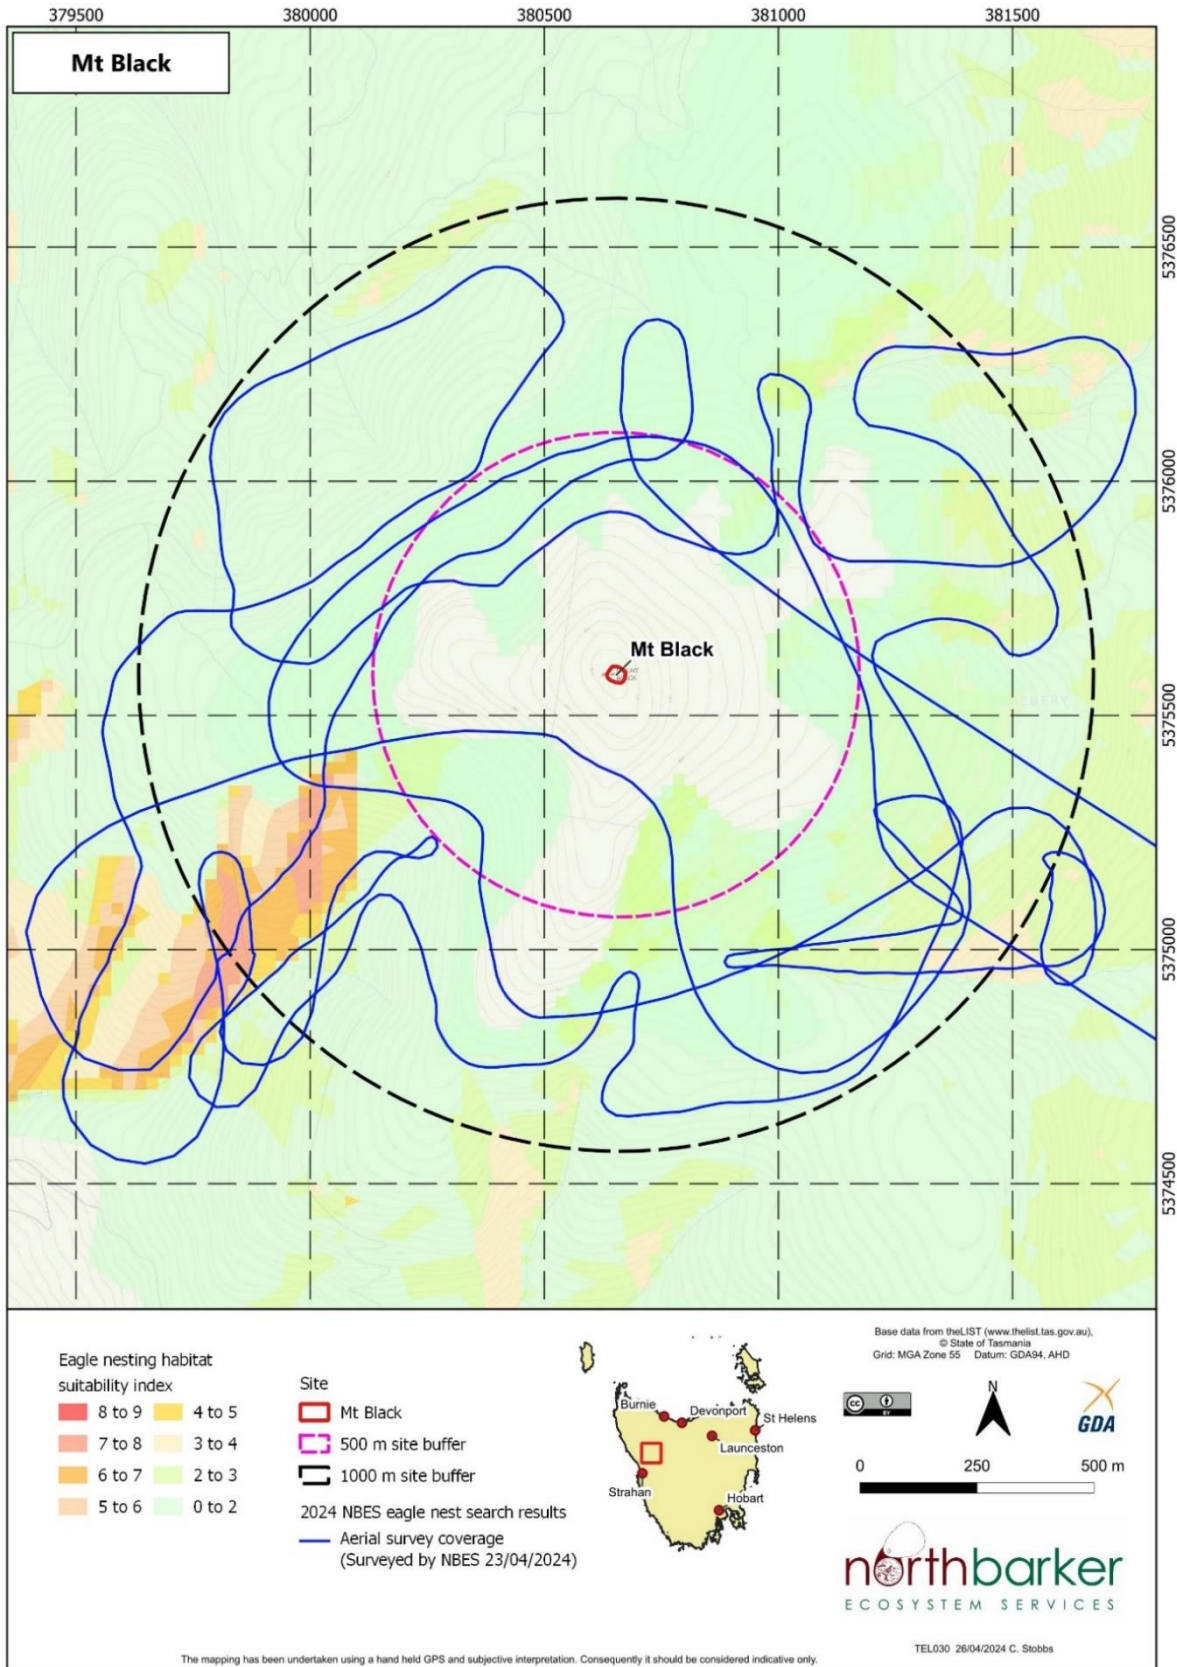 379500
380000
380500
381000
381500
Mt Black
5376500
5376000
Mt Black
5375500
5375000
5374500
Eagle nesting habitat
suitability index
8 to 9
4 to 5
7 to 8
3 to 4
6 to 7
2 to 3
5 to 6
0 to 2
Site
Mt Black
500 m site buffer
1000 m site buffer
2024 NBES eagle nest search results
Aerial survey coverage
(Surveyed by NBES 23/04/2024)
Burnie
Devonport
St Helens
Launceston
Strahan
Hobart
Base data from theLIST (www.thelist.tas.gov.au),
© State of Tasmania
Grid: MGA Zone 55 Datum: GDA94, AHD
cc
BY
N
GDA
0
250
500 m
northbarker
ECOSYSTEM SERVICES
TEL030 26/04/2024 C. Stobbs
The mapping has been undertaken using a hand held GPS and subjective interpretation. Consequently it should be considered indicative only.